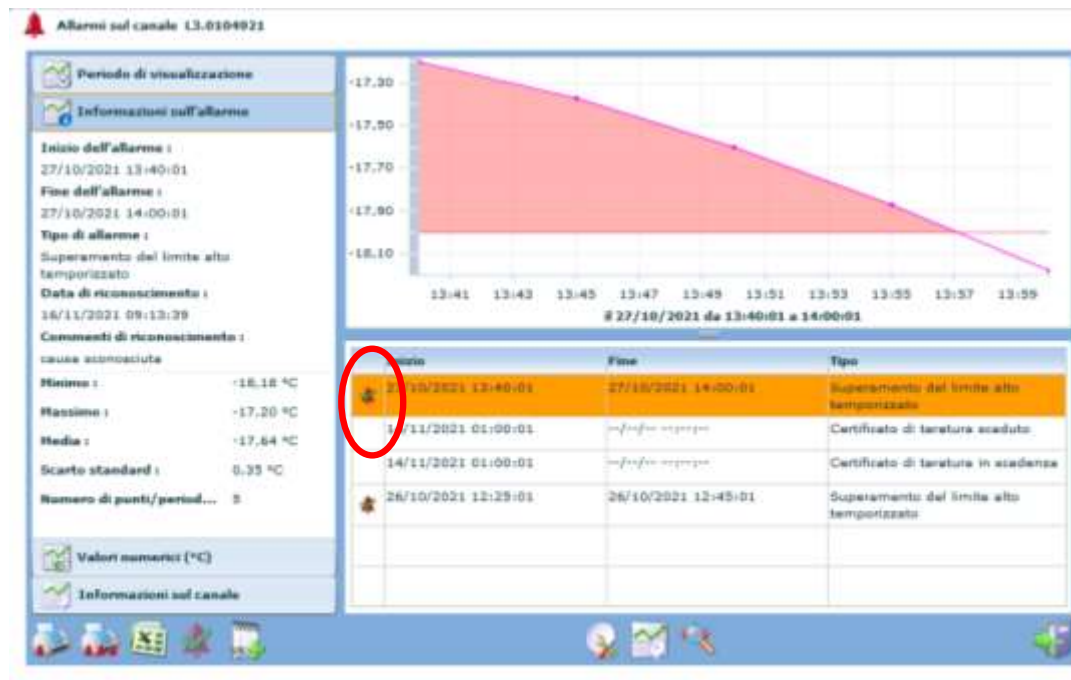 Allarmi sul canale L3.0104921
Periodo di visualizzazione
Informazioni sull'allarme
Inizio dell'allarme :
27/10/2021 13:40:01
Fine dell'allarme :
27/10/2021 14:00:01
Tipo di allarme :
Superamento del limite alto
temporizzato
Data di riconoscimento :
16/11/2021 09:13:39
Commenti di riconoscimento :
causa sconosciuta
Minimo : -18,18 °C
Massimo : -17,20 °C
Media : -17,64 °C
Scarto standard : 0,35 °C
Numero di punti/period... 5
Valori numerici (°C)
Informazioni sul canale
-17,30
-17,50
-17,70
-17,90
-18,10
13:41 13:43 13:45 13:47 13:49 13:51 13:53 13:55 13:57 13:59
il 27/10/2021 da 13:40:01 a 14:00:01
Inizio Fine Tipo
27/10/2021 13:40:01 27/10/2021 14:00:01 Superamento del limite alto
temporizzato
/11/2021 01:00:01 --/--/-- --:--:-- Certificato di taratura scaduto
14/11/2021 01:00:01 --/--/-- --:--:-- Certificato di taratura in scadenza
26/10/2021 12:25:01 26/10/2021 12:45:01 Superamento del limite alto
temporizzato